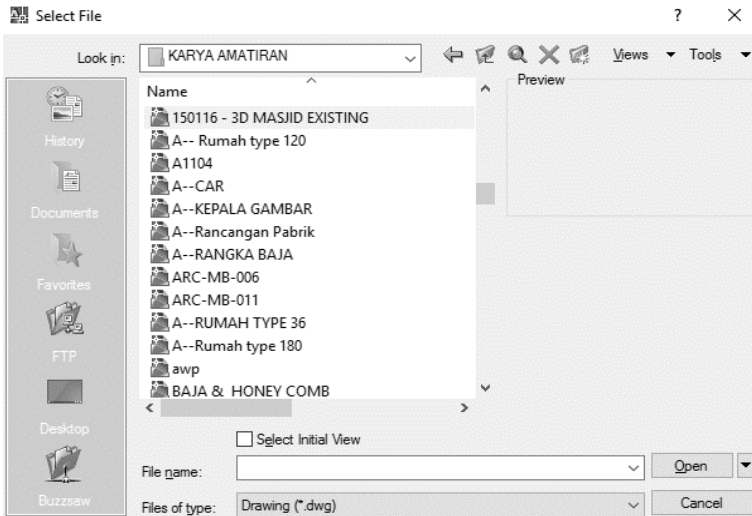 Select File
?
Look in:
KARYA AMATIRAN
Views
Tools
History
Documents
Favorites
FTP
Desktop
Buzzsaw
Name
150116 - 3D MASJID EXISTING
A-- Rumah type 120
A1104
A--CAR
A--KEPALA GAMBAR
A--Rancangan Pabrik
A--RANGKA BAJA
ARC-MB-006
ARC-MB-011
A--RUMAH TYPE 36
A--Rumah type 180
awp
BAJA & HONEY COMB
Preview
Select Initial View
File name:
Open
Files of type:
Drawing (*.dwg)
Cancel